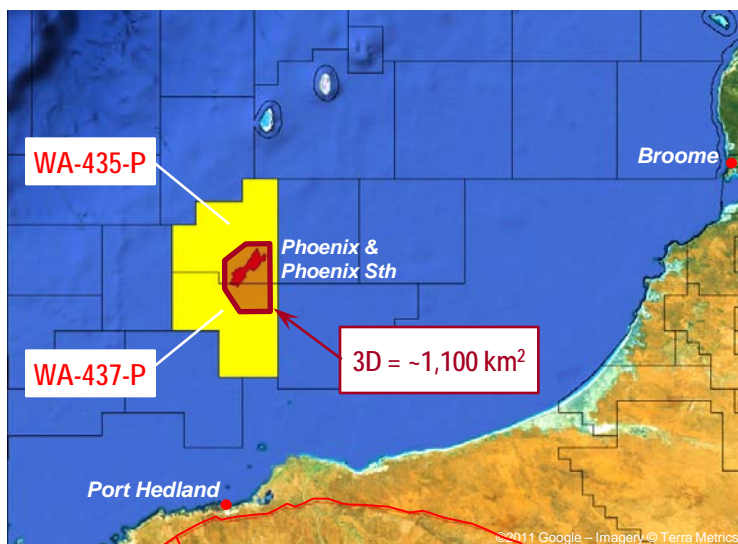 WA-435-P
Broome
Phoenix &
Phoenix Sth
3D = ~1,100 km²
WA-437-P
Port Hedland
©2011 Google – Imagery © Terra Metrics